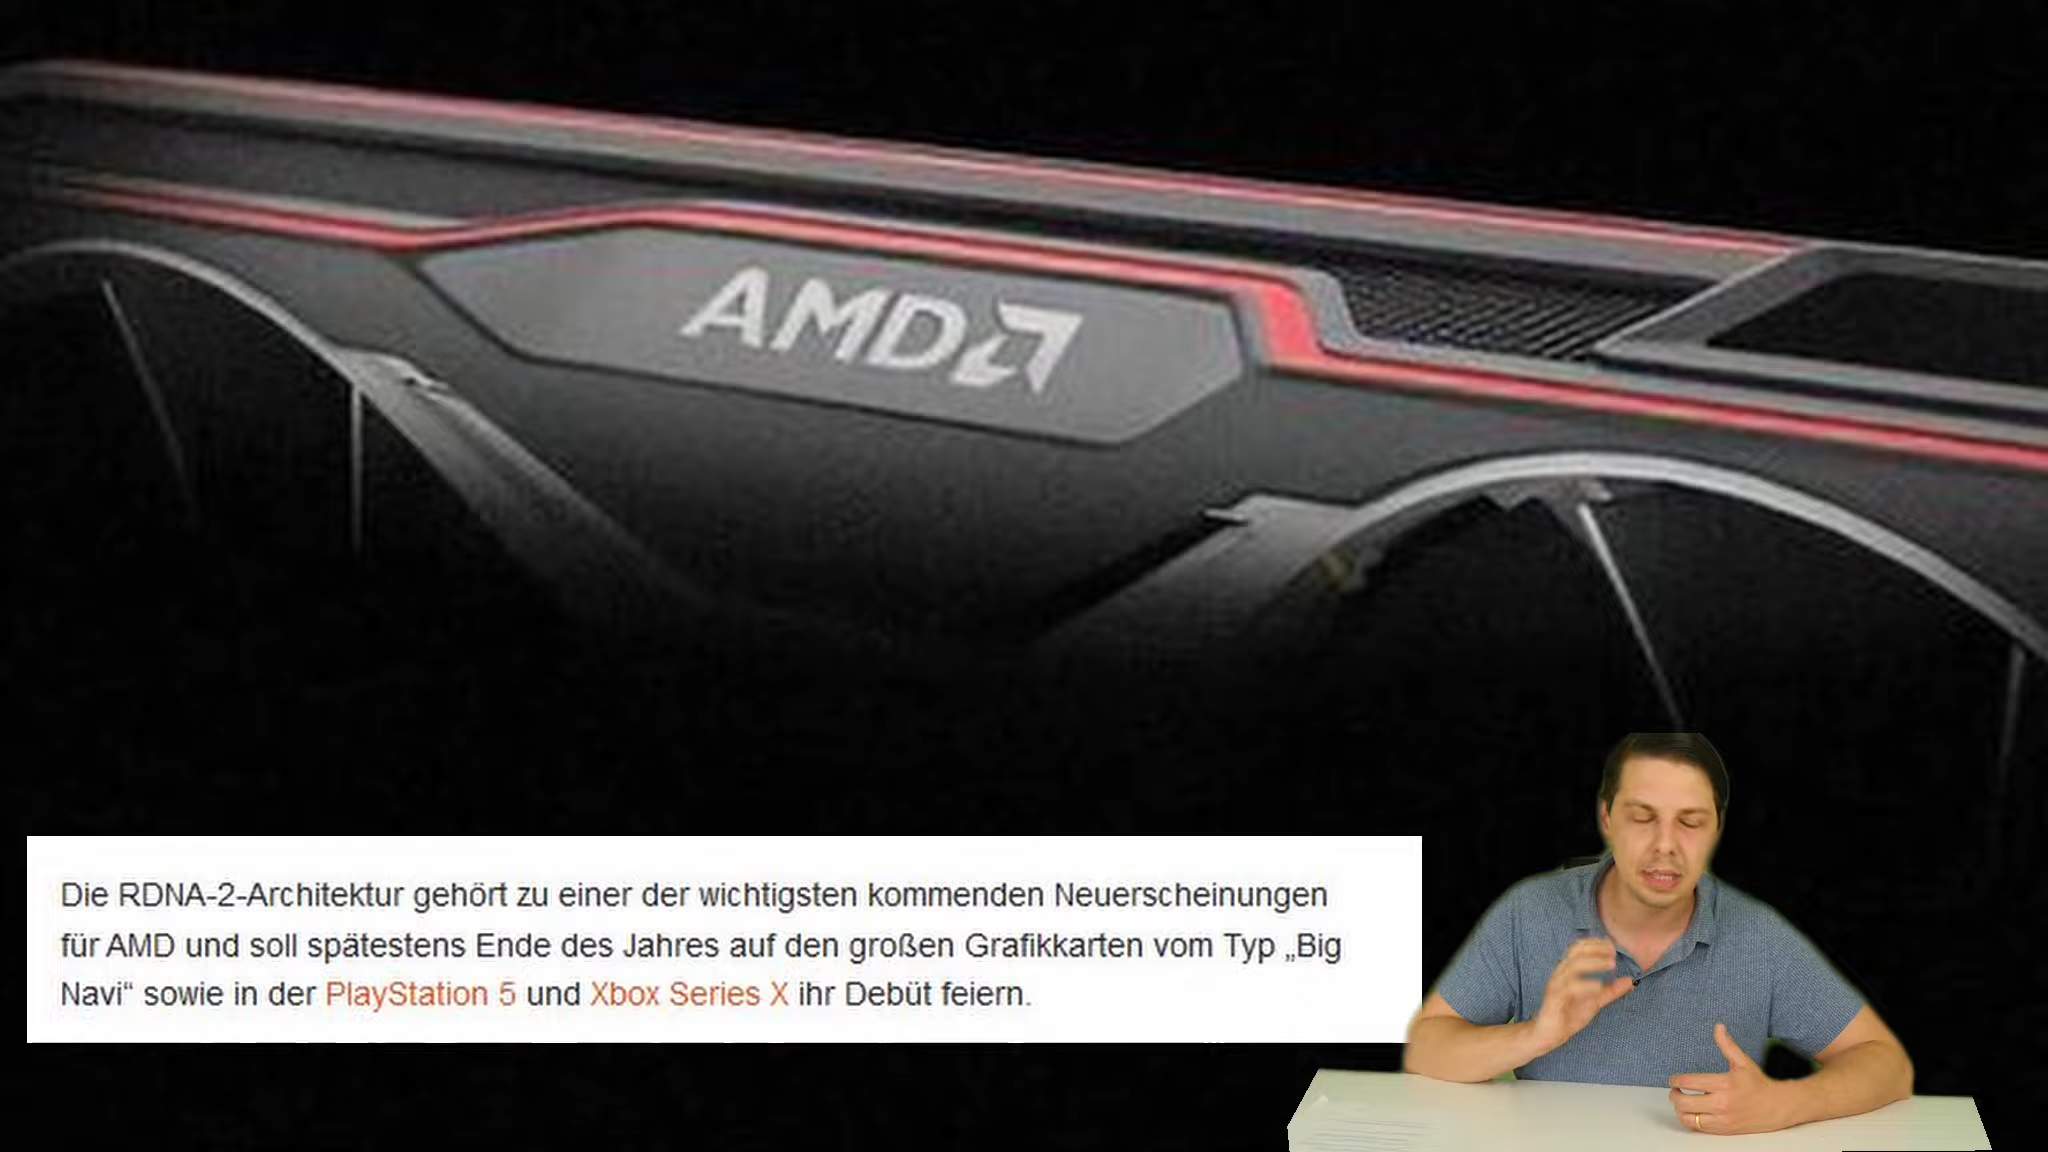 AMD
Die RDNA-2-Architektur gehört zu einer der wichtigsten kommenden Neuerscheinungen
für AMD und soll spätestens Ende des Jahres auf den großen Grafikkarten vom Typ „Big
Navi“ sowie in der PlayStation 5 und Xbox Series X ihr Debüt feiern.